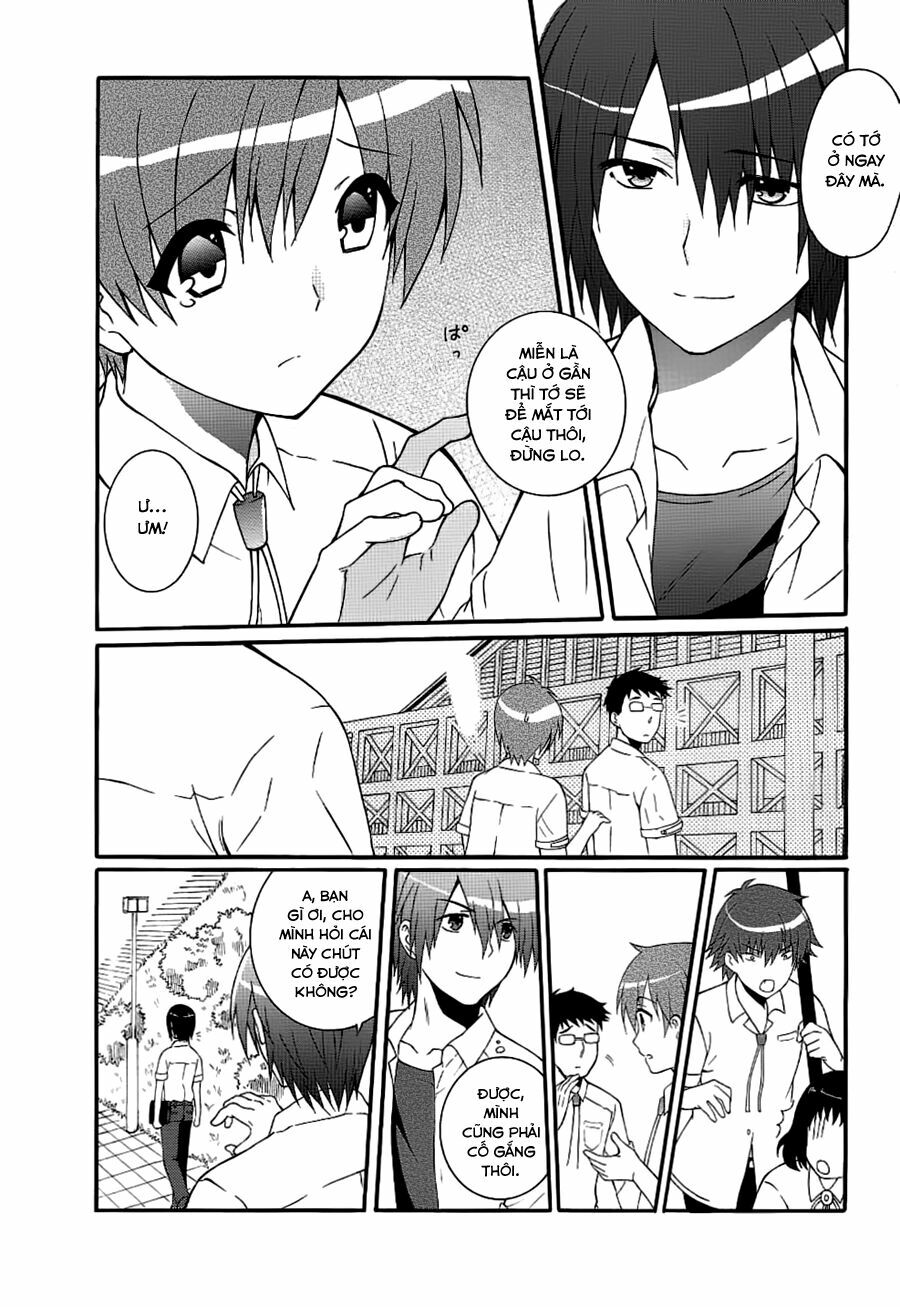 CÓ TỚ
Ở NGAY
ĐÂY MÀ.
MIỄN LÀ
CẬU Ở GẦN
THÌ TỚ SẼ
ĐỂ MẮT TỚI
CẬU THÔI,
ĐỪNG LO.
ぱっ
Ư...
ƯM!
A, BẠN
GÌ ƠI, CHO
MÌNH HỎI CÁI
NÀY CHÚT
CÓ ĐƯỢC
KHÔNG?
ĐƯỢC,
MÌNH
CŨNG PHẢI
CỐ GẮNG
THÔI.